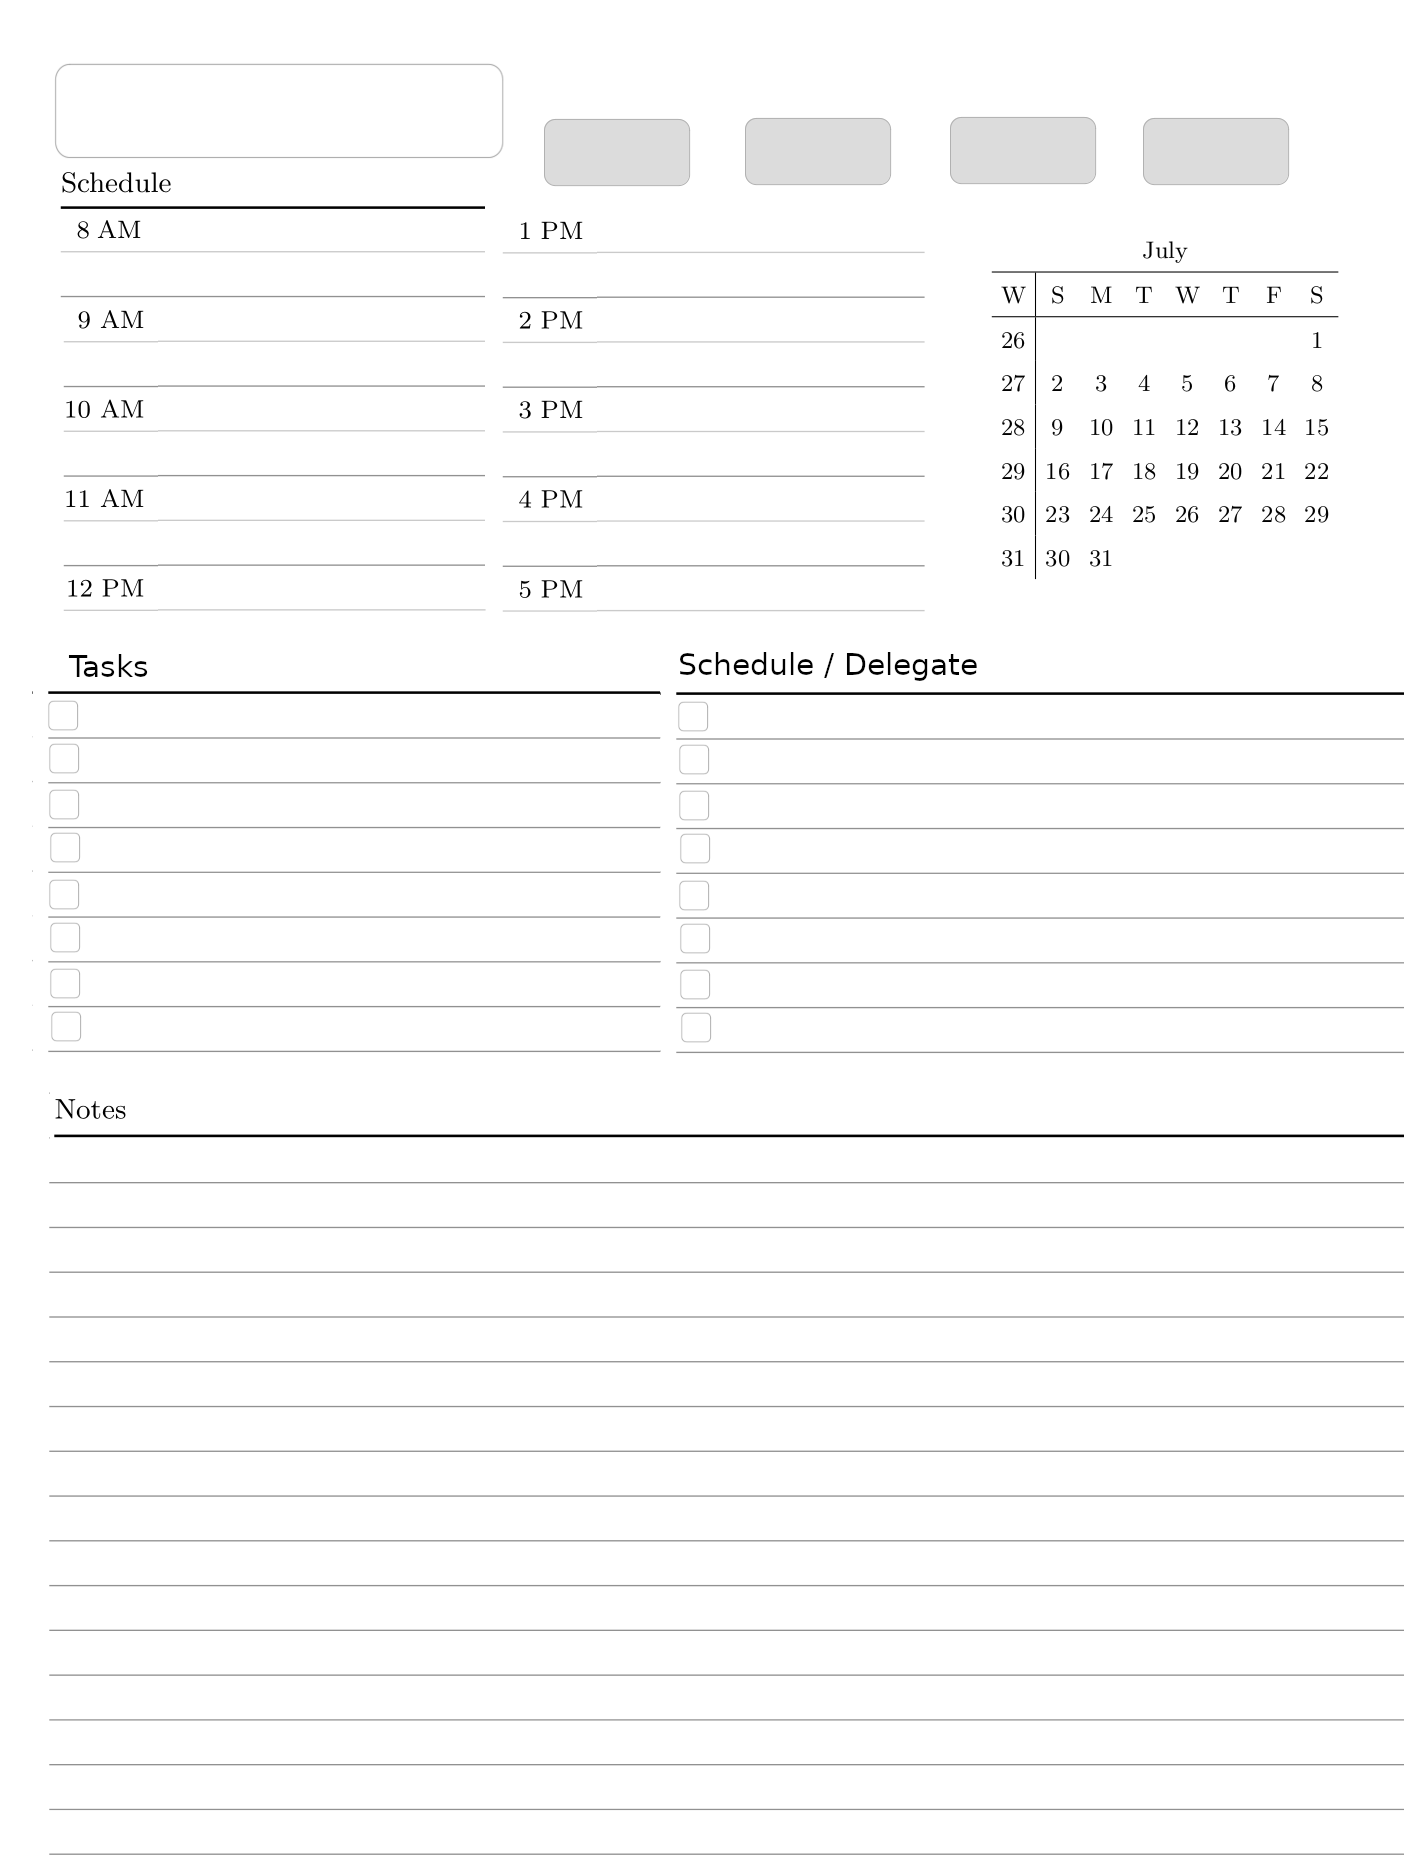 Schedule
8 AM
9 AM
10 AM
11 AM
12 PM
1 PM
2 PM
3 PM
4 PM
5 PM
July
W S M T W T F S
26 1
27 2 3 4 5 6 7 8
28 9 10 11 12 13 14 15
29 16 17 18 19 20 21 22
30 23 24 25 26 27 28 29
31 30 31
Tasks
Schedule / Delegate
Notes